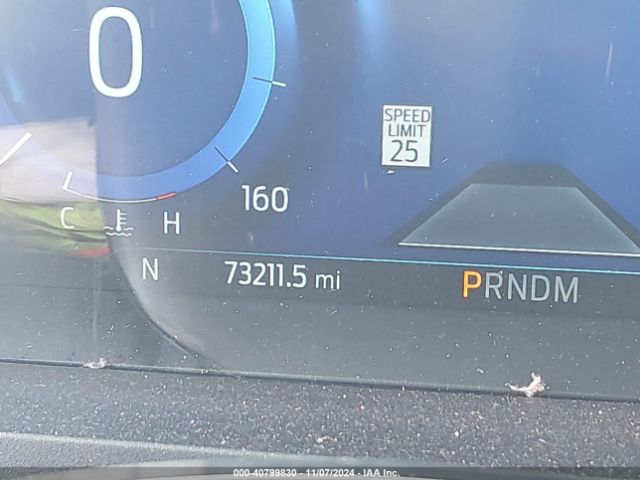 0
SPEED
LIMIT
25
160
C H
N 73211.5 mi PRNDM
000-40799830 - 11/07/2024 - IAA Inc.